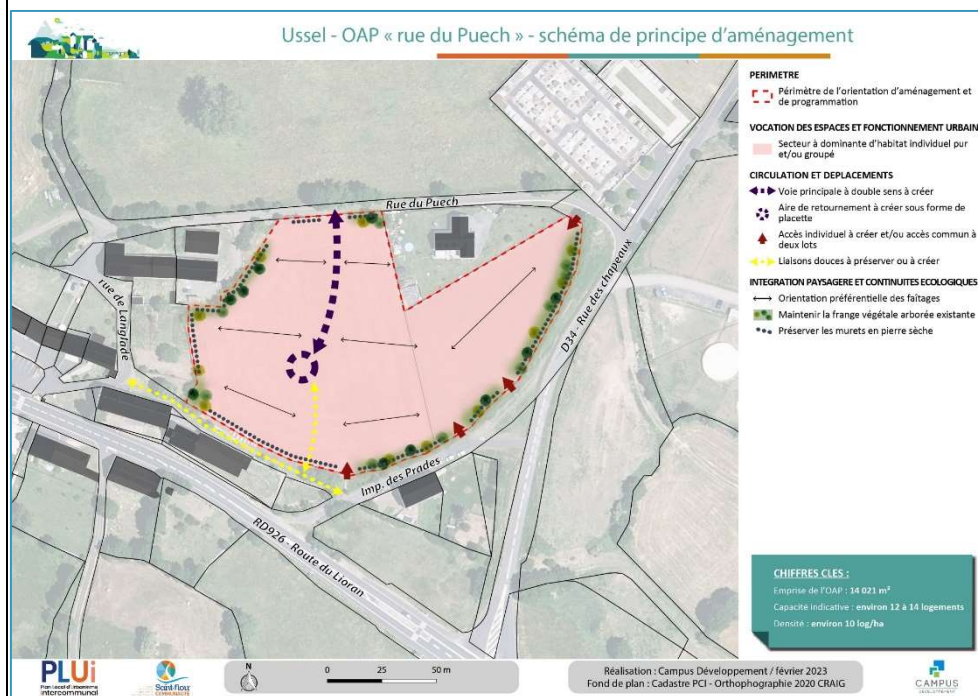 Ussel - OAP « rue du Puech » - schéma de principe d'aménagement
PERIMETRE
Périmètre de l'orientation d'aménagement et
de programmation
VOCATION DES ESPACES ET FONCTIONNEMENT URBAIN
Secteur à dominante d'habitat individuel pur
et/ou groupé
CIRCULATION ET DEPLACEMENTS
Voie principale à double sens à créer
Aire de retournement à créer sous forme de
placette
Accès individuel à créer et/ou accès commun à
deux lots
Liaisons douces à préserver ou à créer
INTEGRATION PAYSAGERE ET CONTINUITES ECOLOGIQUES
Orientation préférentielle des faîtages
Maintenir la frange végétale arborée existante
Préserver les murets en pierre sèche
Rue du Puech
rue de Langlade
D34 - Rue des chapeaux
Imp. des Prades
RD926 - Route du Lioran
CHIFFRES CLES :
Emprise de l'OAP : 14 021 m²
Capacité indicative : environ 12 à 14 logements
Densité : environ 10 log/ha
PLUi
Plan Local d'Urbanisme
intercommunal
Saint-Flour
COMMUNAUTÉ
N
0 25 50 m
Réalisation : Campus Développement / février 2023
Fond de plan : Cadastre PCI - Orthophographie 2020 CRAIG
CAMPUS
DÉVELOPPEMENT